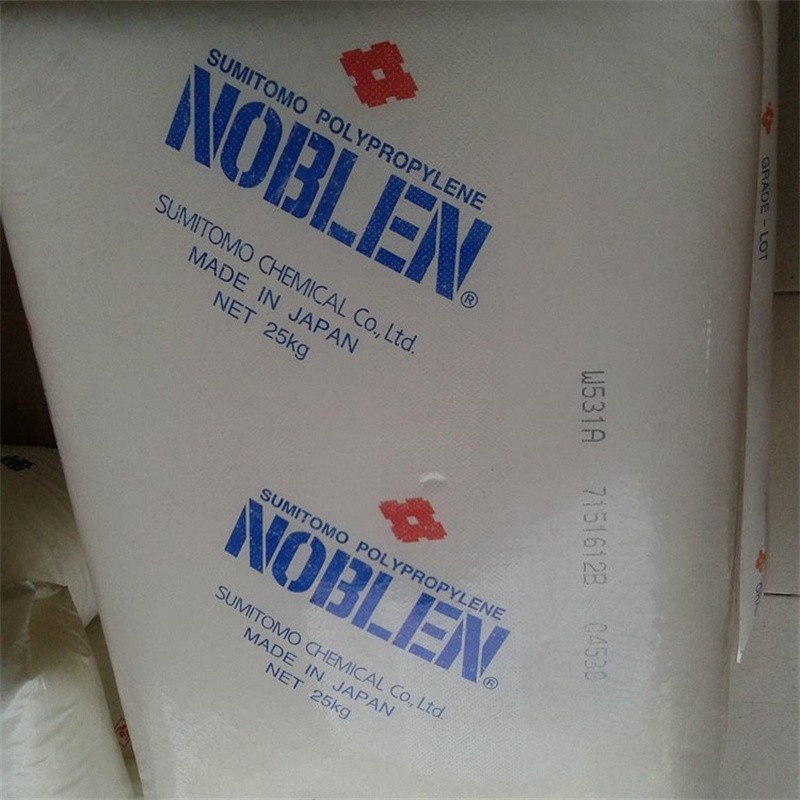 SUMITOMO POLYPROPYLENE
NOBLEN®
SUMITOMO CHEMICAL Co., Ltd.
MADE IN JAPAN
NET 25kg
GRADE - LOT
W531A 7151612B 04538
SUMITOMO POLYPROPYLENE
NOBLEN®
SUMITOMO CHEMICAL Co., Ltd.
MADE IN JAPAN
NET 25kg